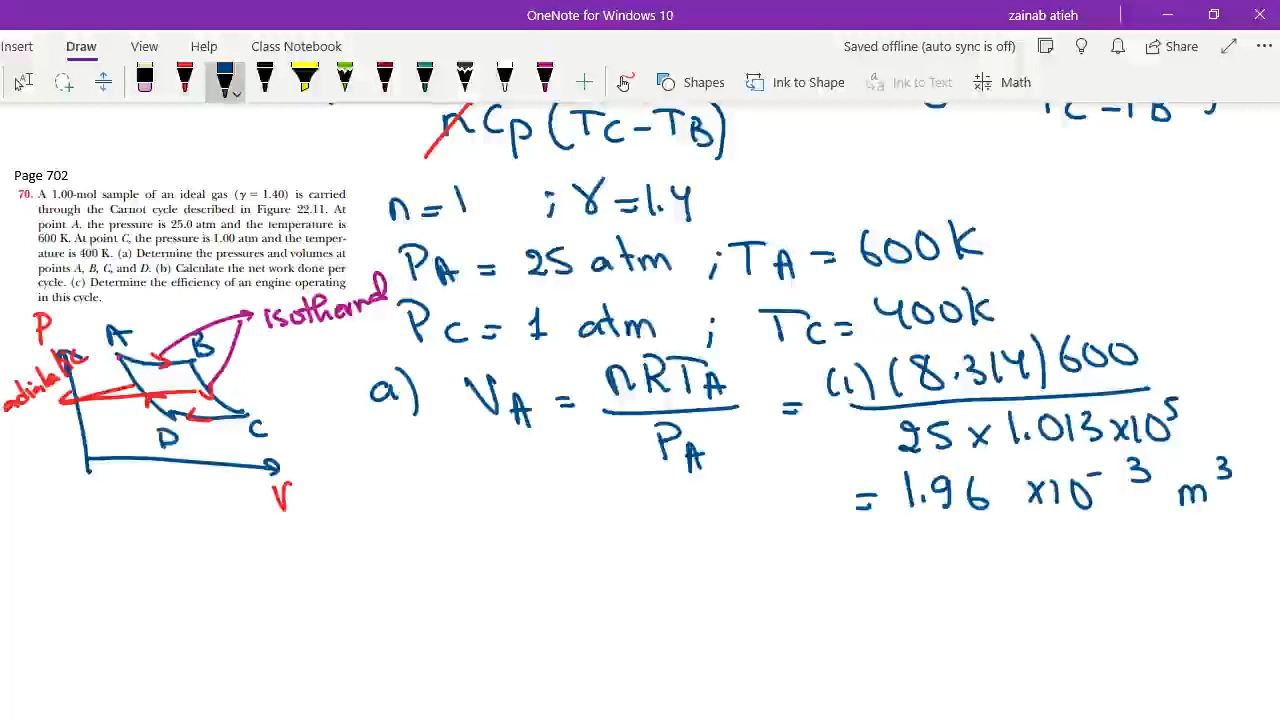 OneNote for Windows 10
zainab atieh
Insert Draw View Help Class Notebook
Saved offline (auto sync is off)
Share
Shapes
Ink to Shape
Ink to Text
Math
n Cp (TC - TB)
TC - TB
Page 702
70. A 1.00-mol sample of an ideal gas (γ = 1.40) is carried
through the Carnot cycle described in Figure 22.11. At
point A, the pressure is 25.0 atm and the temperature is
600 K. At point C, the pressure is 1.00 atm and the temper-
ature is 400 K. (a) Determine the pressures and volumes at
points A, B, C, and D. (b) Calculate the net work done per
cycle. (c) Determine the efficiency of an engine operating
in this cycle.
n = 1 ; γ = 1.4
PA = 25 atm ; TA = 600K
PC = 1 atm ; TC = 400K
a) VA = nRTA / PA = (1) (8.314) 600 / 25 × 1.013 × 10^5
= 1.96 × 10^-3 m^3
P
A
B
isothermal
adiabatic
D
C
V